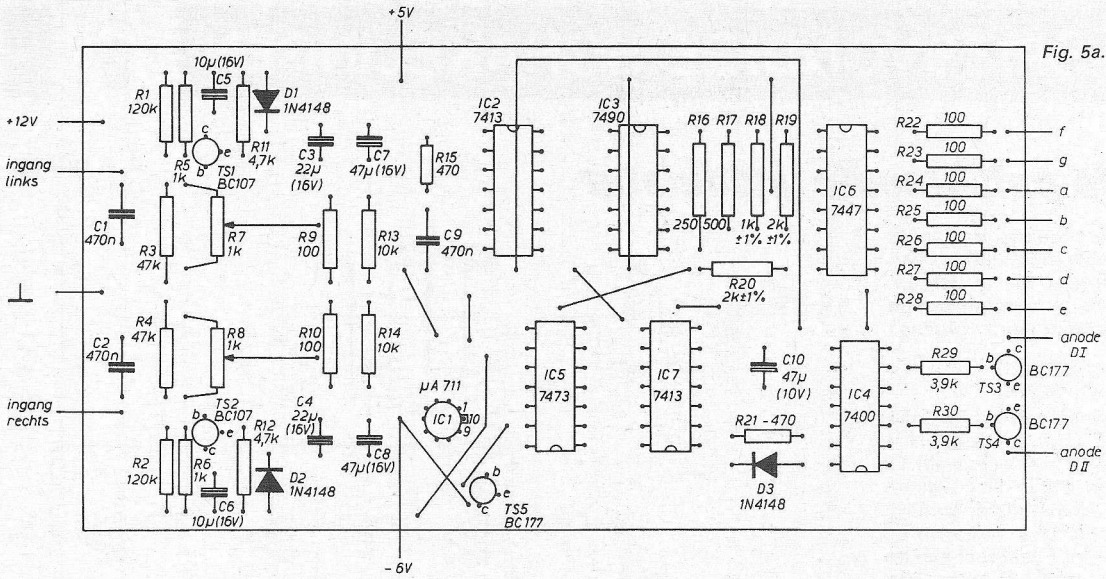 +5V
Fig. 5a.
10µ(16V)
C5
R1
120k
D1
1N4148
+12V
ingang
links
c
b
e
R5
1k
TS1
BC107
R11
4,7k
C3
22µ
(16V)
C7
47µ(16V)
R15
470
IC2
7413
IC3
7490
R16
R17
R18
R19
250
500
1k
±1%
2k
±1%
IC6
7447
R22
100
f
R23
100
g
R24
100
a
R25
100
b
R26
100
c
R27
100
d
R28
100
e
C1
470n
R3
47k
R7
1k
R9
100
R13
10k
C9
470n
R20
2k±1%
R4
47k
C2
470n
R8
1k
R10
100
R14
10k
anode
DI
IC5
7473
IC7
7413
C10
47µ
(10V)
IC4
7400
R29
3,9k
b
c
e
TS3
BC177
µA 711
IC1
1
10
9
ingang
rechts
TS2
BC107
b
e
c
R12
4,7k
C4
22µ
(16V)
C8
47µ(16V)
R21 - 470
R30
3,9k
b
e
c
TS4
BC177
anode
DII
R2
120k
R6
1k
C6
10µ(16V)
D2
1N4148
b
e
c
TS5
BC177
D3
1N4148
-6V